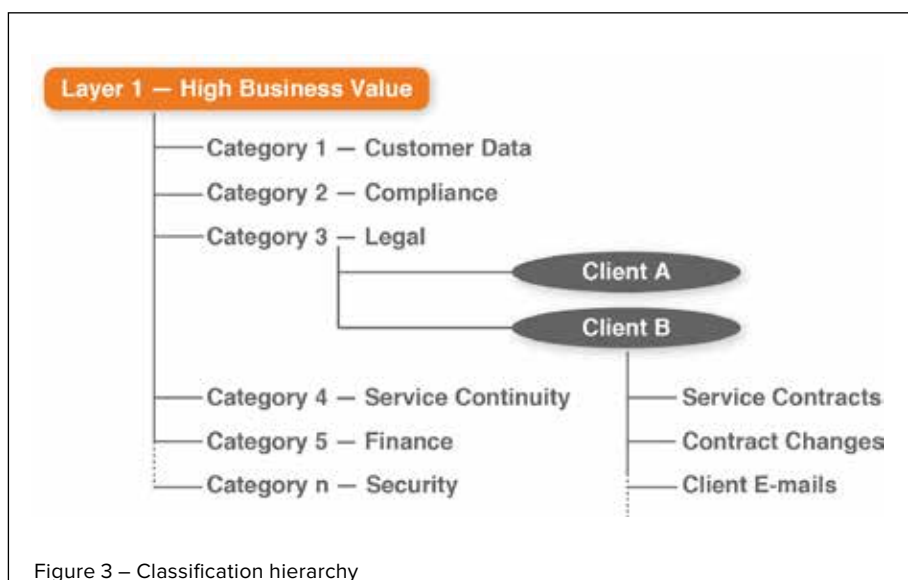 Layer 1 — High Business Value
Category 1 — Customer Data
Category 2 — Compliance
Category 3 — Legal
Client A
Client B
Category 4 — Service Continuity
Service Contracts
Category 5 — Finance
Contract Changes
Category n — Security
Client E-mails
Figure 3 – Classification hierarchy